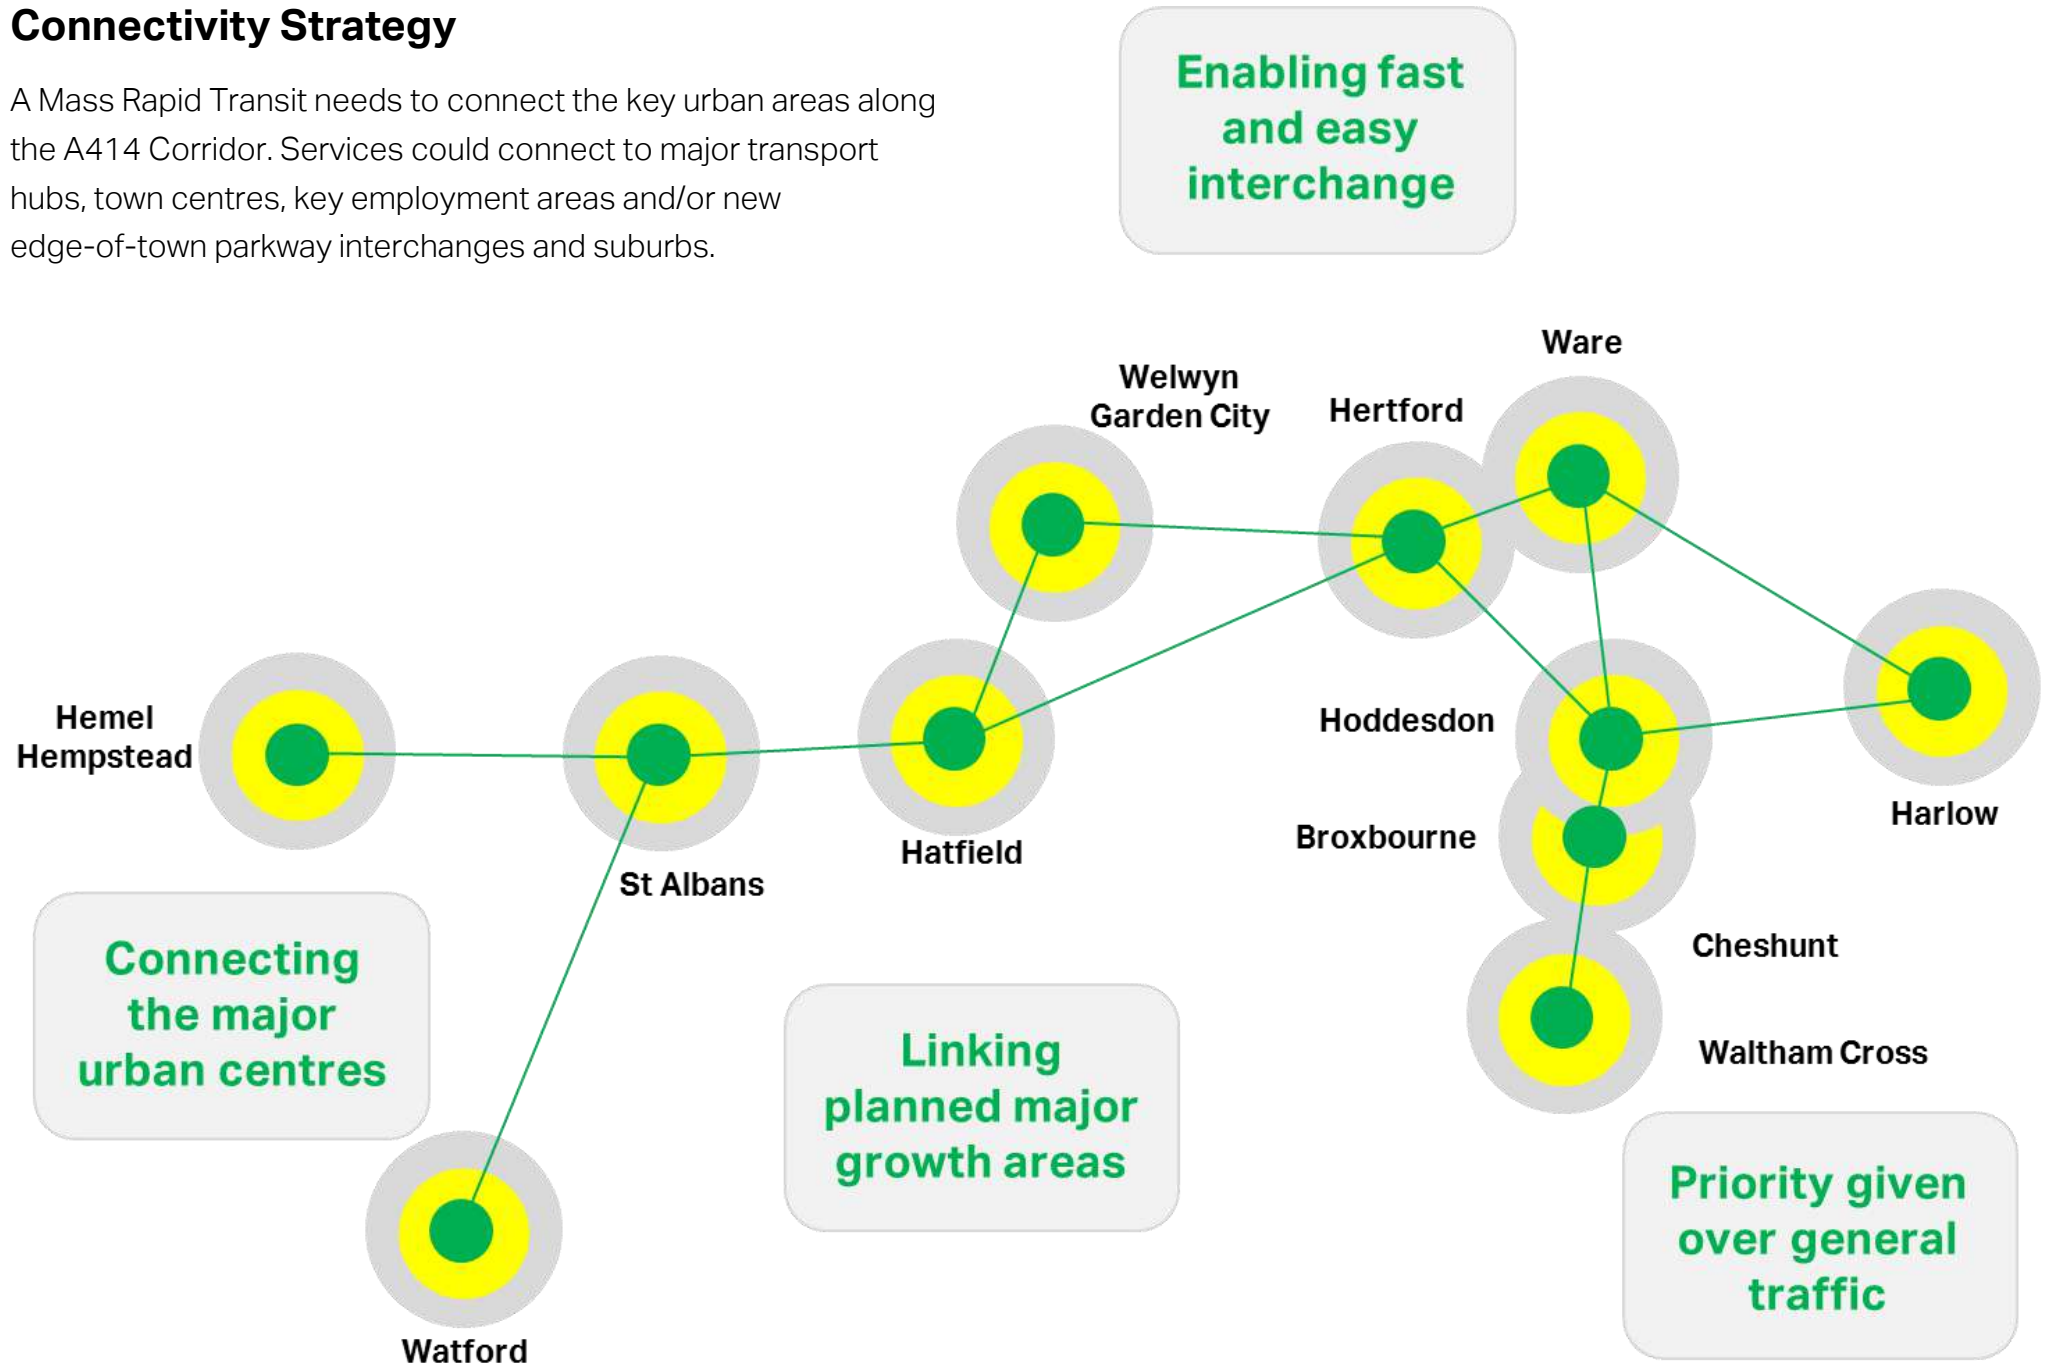 Connectivity Strategy
A Mass Rapid Transit needs to connect the key urban areas along
the A414 Corridor. Services could connect to major transport
hubs, town centres, key employment areas and/or new
edge-of-town parkway interchanges and suburbs.
Enabling fast
and easy
interchange
Ware
Welwyn
Garden City
Hertford
Hemel
Hempstead
Hoddesdon
Harlow
Broxbourne
Hatfield
St Albans
Cheshunt
Connecting
the major
urban centres
Linking
planned major
growth areas
Waltham Cross
Priority given
over general
traffic
Watford